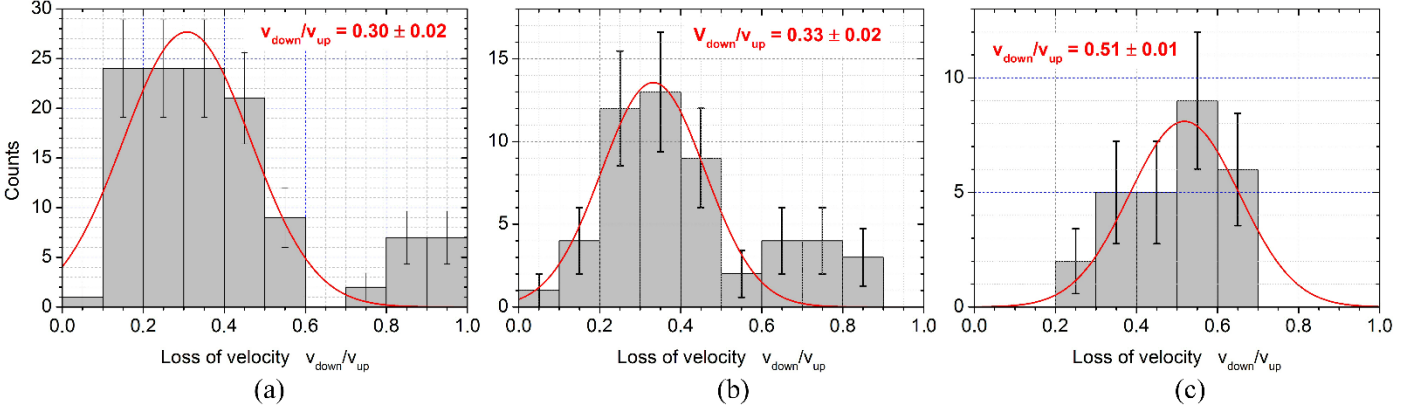 v_down/v_up = 0.30 ± 0.02
30
25
20
15
10
5
0
Counts
0.0 0.2 0.4 0.6 0.8 1.0
Loss of velocity v_down/v_up
(a)
V_down/v_up = 0.33 ± 0.02
15
10
5
0
0.0 0.2 0.4 0.6 0.8 1.0
Loss of velocity v_down/v_up
(b)
v_down/v_up = 0.51 ± 0.01
10
5
0
0.0 0.2 0.4 0.6 0.8 1.0
Loss of velocity v_down/v_up
(c)